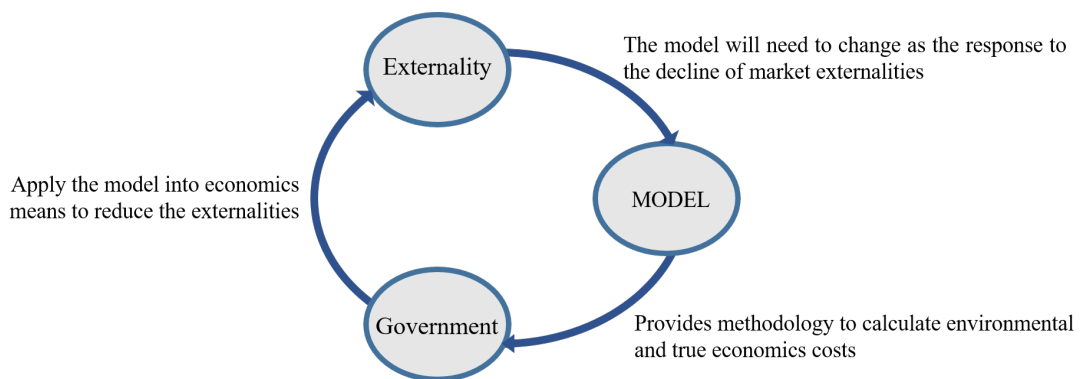 Externality
The model will need to change as the response to
the decline of market externalities
MODEL
Apply the model into economics
means to reduce the externalities
Government
Provides methodology to calculate environmental
and true economics costs